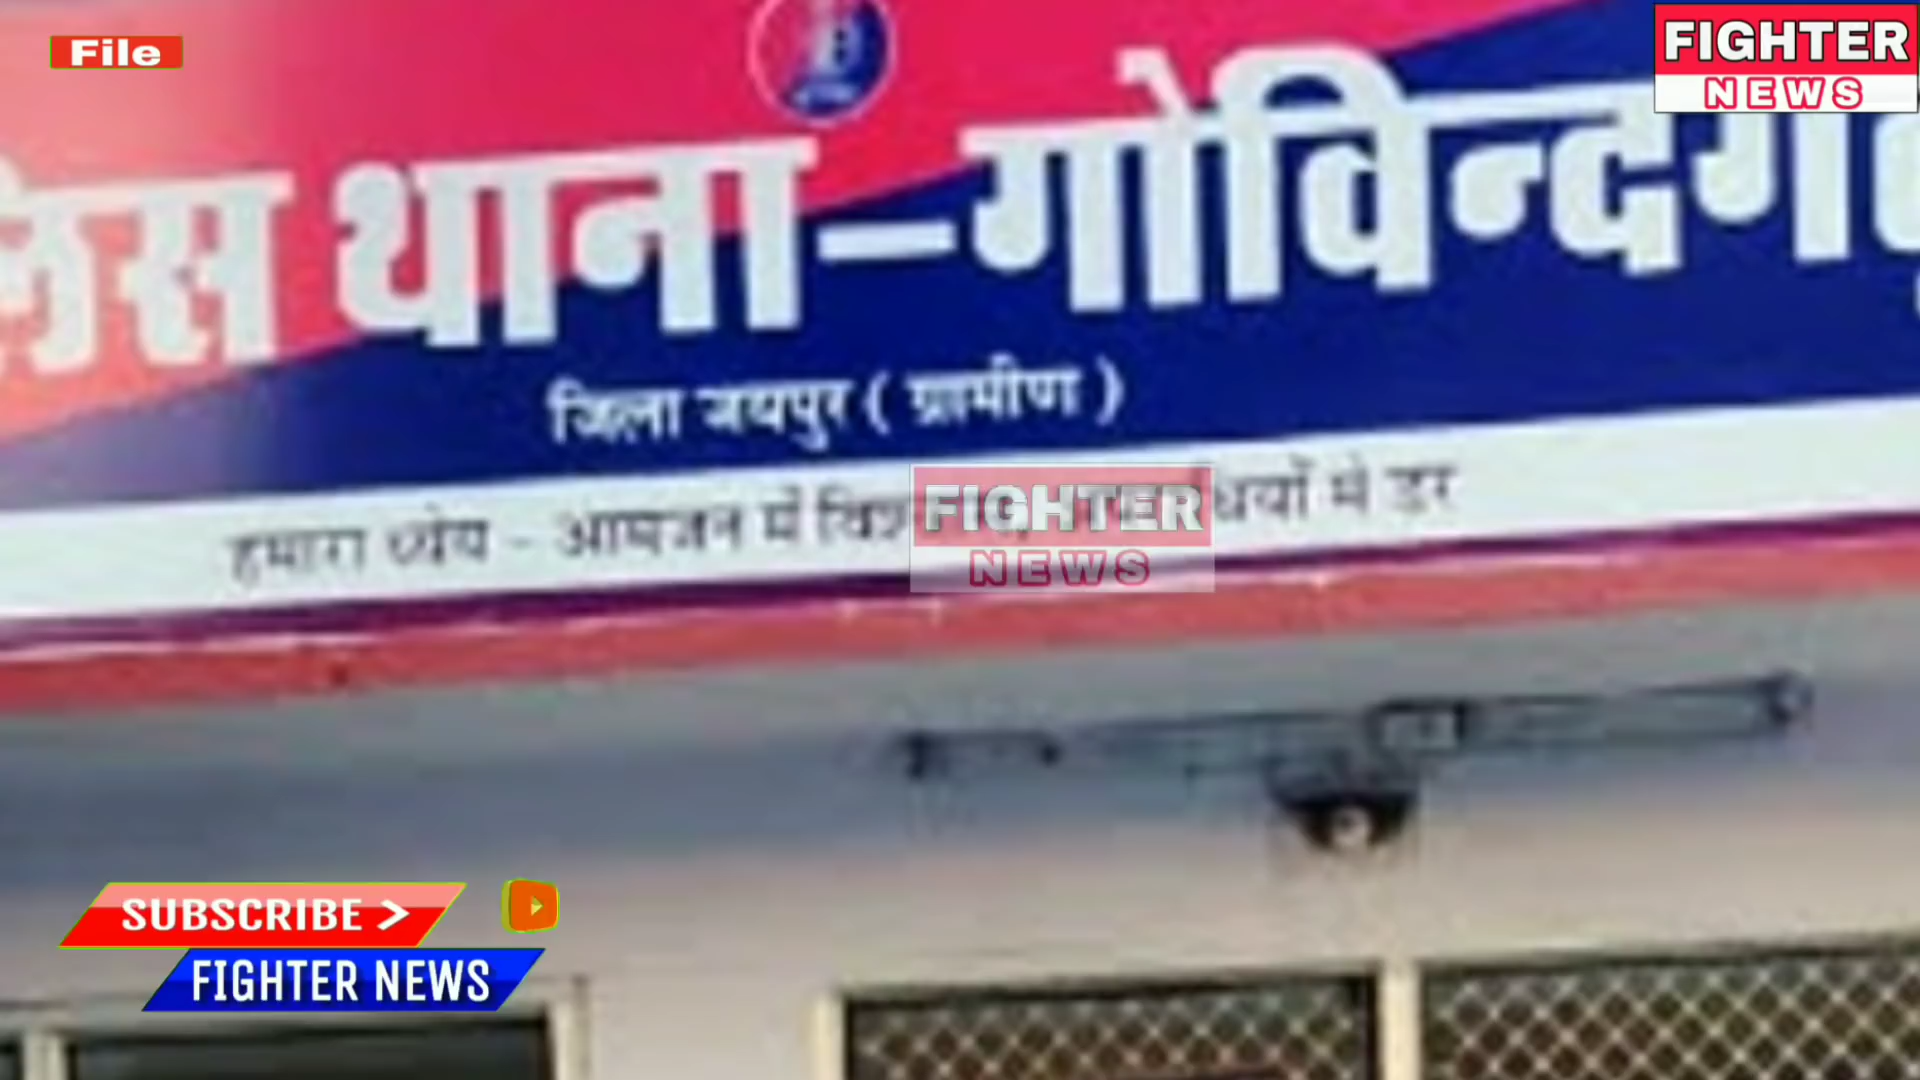 File
FIGHTER
NEWS
थाना-गोविन्दग
जिला जयपुर ( ग्रामीण )
हमारा ध्येय - आमजन में
में डर
FIGHTER
NEWS
SUBSCRIBE >
FIGHTER NEWS